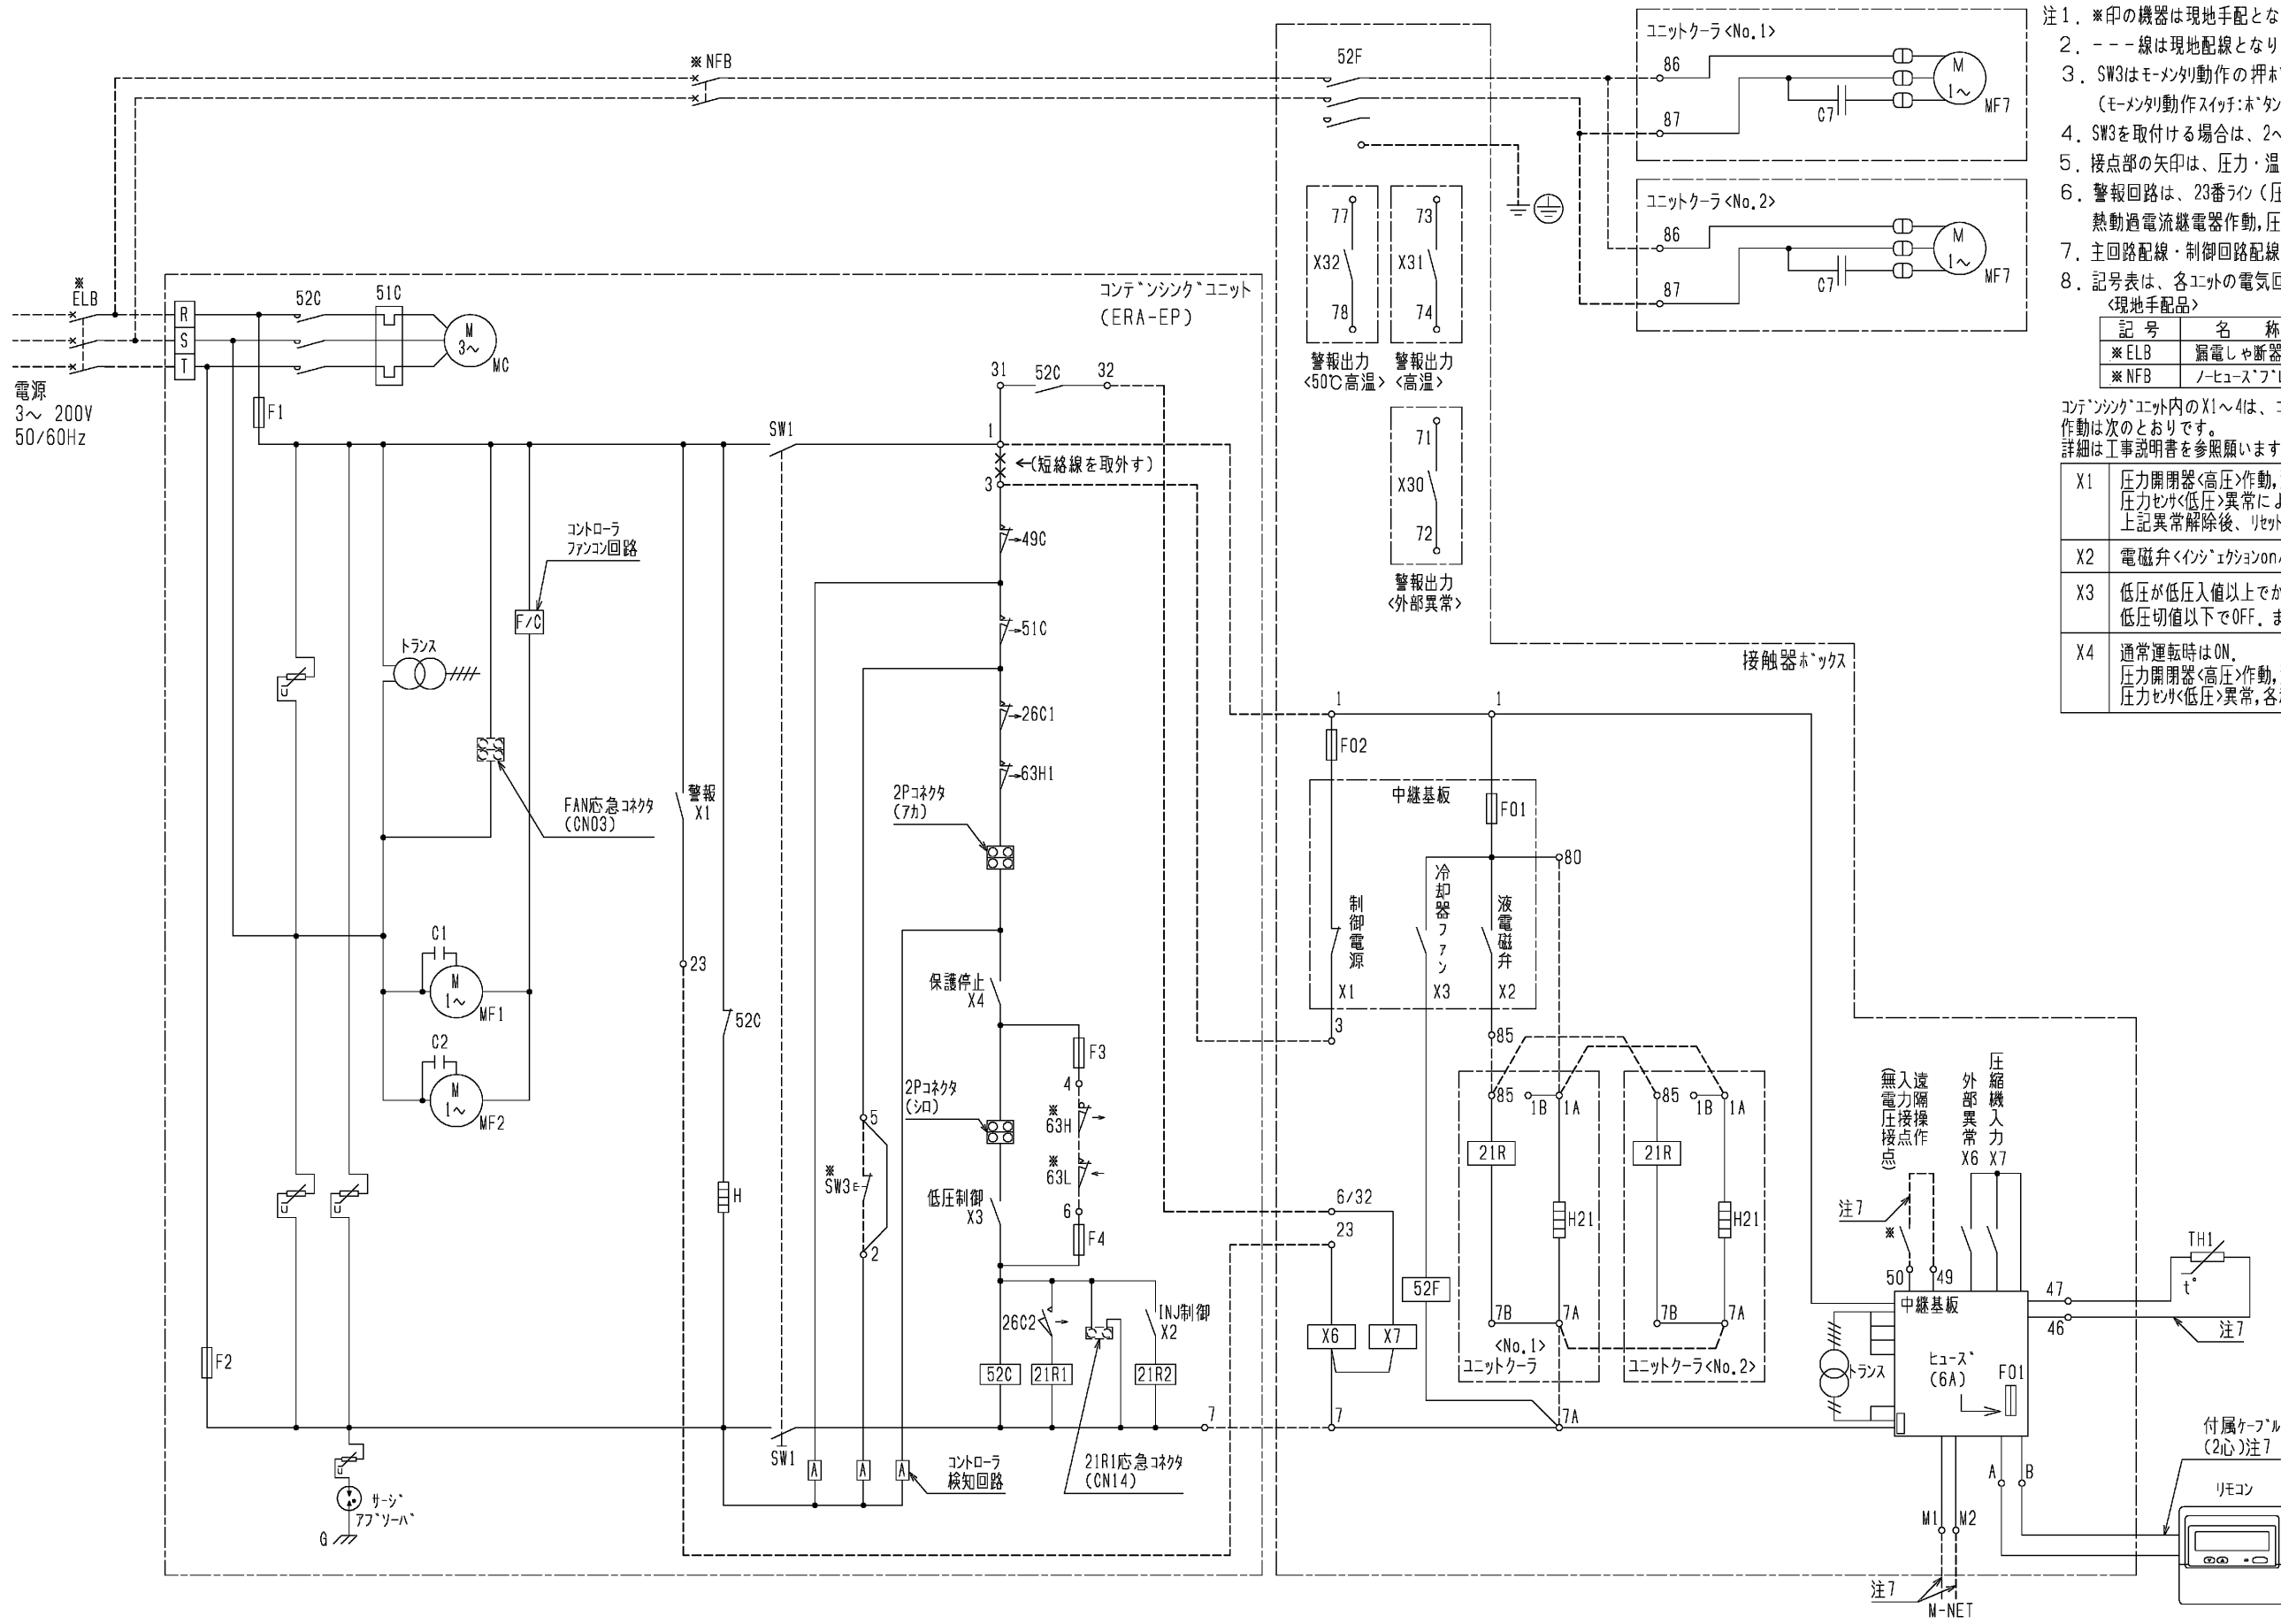 ※NFB
52F
ユニットクーラ<No.1>
86
87
C7
M
1～
MF7
ユニットクーラ<No.2>
86
87
C7
M
1～
MF7
注1. ※印の機器は現地手配とな
2. ---線は現地配線となり
3. SW3はモーメンタリ動作の押ホ
(モーメンタリ動作スイッチ:ボタン
4. SW3を取付ける場合は、2~
5. 接点部の矢印は、圧力・温
6. 警報回路は、23番ライン(圧
熱動過電流継電器作動,圧
7. 主回路配線・制御回路配線
8. 記号表は、各ユニットの電気回
<現地手配品>
記 号 名 称
※ELB 漏電しゃ断器
※NFB ノーヒューズブレ
コンデンシングユニット内のX1～4は、コ
作動は次のとおりです。
詳細は工事説明書を参照願います
X1 圧力開閉器<高圧>作動,
圧力センサ<低圧>異常によ
上記異常解除後、リセット
X2 電磁弁<インジェクションon
X3 低圧が低圧入値以上でか
低圧切値以下でOFF. ま
X4 通常運転時はON.
圧力開閉器<高圧>作動,
圧力センサ<低圧>異常,各
77
X32
78
警報出力
<50℃高温>
73
X31
74
警報出力
<高温>
71
X30
72
警報出力
<外部異常>
※
ELB
電源
3～ 200V
50/60Hz
R
S
T
52C
51C
M
3～
MC
コンデンシングユニット
(ERA-EP)
F1
SW1
31
52C
32
1
←(短絡線を取外す)
3
49C
51C
26C1
63H1
コントローラ
ファンコン回路
F/C
トランス
U
FAN応急コネクタ
(CN03)
警報
X1
23
52C
H
2Pコネクタ
(アカ)
保護停止
X4
2Pコネクタ
(シロ)
低圧制御
X3
F3
4
※
63H
※
63L
6
F4
5
※
SW3
2
C1
M
1～
MF1
C2
M
1～
MF2
U
U
F2
26C2
INJ制御
X2
52C
21R1
21R2
7
SW1
A
A
A
コントローラ
検知回路
21R1応急コネクタ
(CN14)
U
サージ
アブソーバ
G
接触器ボックス
1
1
F02
中継基板
F01
80
制御電源
X1
冷却器ファン
X3
液電磁弁
X2
3
85
85
1B
1A
21R
H21
7B
7A
<No.1>
ユニットクーラ
85
1B
1A
21R
H21
7B
7A
ユニットクーラ<No.2>
6/32
23
52F
X6
X7
7
7A
遠隔操作
入力接点
(無電圧接点)
外部異常
X6
圧縮機入力
X7
注7
※
50
49
中継基板
ヒューズ
(6A)
F01
トランス
47
46
TH1
t°
注7
付属ケーブル
(2心)注7
リモコン
A
B
M1
M2
注7
M-NET